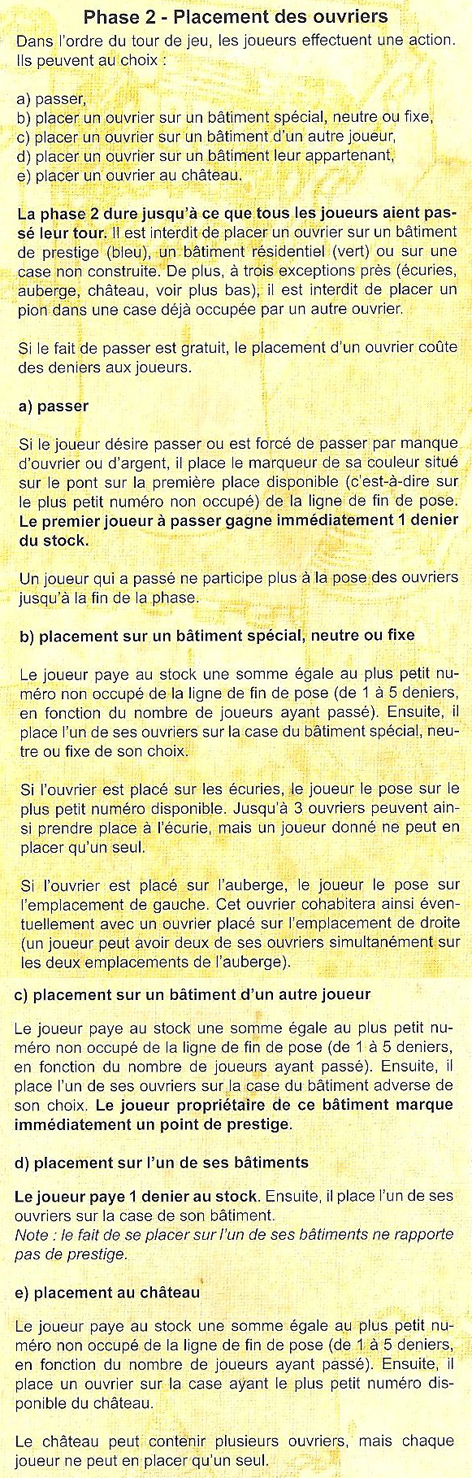 Phase 2 - Placement des ouvriers
Dans l'ordre du tour de jeu, les joueurs effectuent une action.
Ils peuvent au choix :
a) passer,
b) placer un ouvrier sur un bâtiment spécial, neutre ou fixe,
c) placer un ouvrier sur un bâtiment d'un autre joueur,
d) placer un ouvrier sur un bâtiment leur appartenant,
e) placer un ouvrier au château.
La phase 2 dure jusqu'à ce que tous les joueurs aient pas-
sé leur tour. Il est interdit de placer un ouvrier sur un bâtiment
de prestige (bleu), un bâtiment résidentiel (vert) ou sur une
case non construite. De plus, à trois exceptions près (écuries,
auberge, château, voir plus bas), il est interdit de placer un
pion dans une case déjà occupée par un autre ouvrier.
Si le fait de passer est gratuit, le placement d'un ouvrier coûte
des deniers aux joueurs.
a) passer
Si le joueur désire passer ou est forcé de passer par manque
d'ouvrier ou d'argent, il place le marqueur de sa couleur situé
sur le pont sur la première place disponible (c'est-à-dire sur
le plus petit numéro non occupé) de la ligne de fin de pose.
Le premier joueur à passer gagne immédiatement 1 denier
du stock.
Un joueur qui a passé ne participe plus à la pose des ouvriers
jusqu'à la fin de la phase.
b) placement sur un bâtiment spécial, neutre ou fixe
Le joueur paye au stock une somme égale au plus petit nu-
méro non occupé de la ligne de fin de pose (de 1 à 5 deniers,
en fonction du nombre de joueurs ayant passé). Ensuite, il
place l'un de ses ouvriers sur la case du bâtiment spécial, neu-
tre ou fixe de son choix.
Si l'ouvrier est placé sur les écuries, le joueur le pose sur le
plus petit numéro disponible. Jusqu'à 3 ouvriers peuvent ain-
si prendre place à l'écurie, mais un joueur donné ne peut en
placer qu'un seul.
Si l'ouvrier est placé sur l'auberge, le joueur le pose sur
l'emplacement de gauche. Cet ouvrier cohabitera ainsi éven-
tuellement avec un ouvrier placé sur l'emplacement de droite
(un joueur peut avoir deux de ses ouvriers simultanément sur
les deux emplacements de l'auberge).
c) placement sur un bâtiment d'un autre joueur
Le joueur paye au stock une somme égale au plus petit nu-
méro non occupé de la ligne de fin de pose (de 1 à 5 deniers,
en fonction du nombre de joueurs ayant passé). Ensuite, il
place l'un de ses ouvriers sur la case du bâtiment adverse de
son choix. Le joueur propriétaire de ce bâtiment marque
immédiatement un point de prestige.
d) placement sur l'un de ses bâtiments
Le joueur paye 1 denier au stock. Ensuite, il place l'un de ses
ouvriers sur la case de son bâtiment.
Note : le fait de se placer sur l'un de ses bâtiments ne rapporte
pas de prestige.
e) placement au château
Le joueur paye au stock une somme égale au plus petit nu-
méro non occupé de la ligne de fin de pose (de 1 à 5 deniers,
en fonction du nombre de joueurs ayant passé). Ensuite, il
place un ouvrier sur la case ayant le plus petit numéro dis-
ponible du château.
Le château peut contenir plusieurs ouvriers, mais chaque
joueur ne peut en placer qu'un seul.